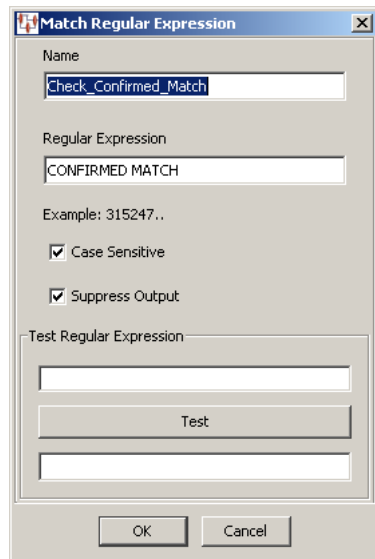 Match Regular Expression
Name
Check_Confirmed_Match
Regular Expression
CONFIRMED MATCH
Example: 315247..
Case Sensitive
Suppress Output
Test Regular Expression
Test
OK Cancel